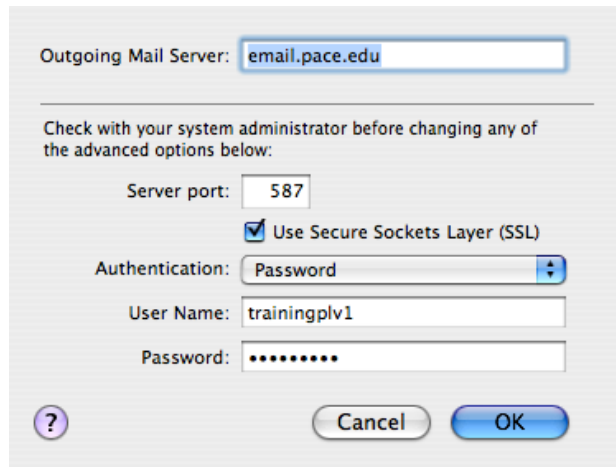 Outgoing Mail Server: email.pace.edu
Check with your system administrator before changing any of
the advanced options below:
Server port: 587
Use Secure Sockets Layer (SSL)
Authentication: Password
User Name: trainingplv1
Password: •••••••••
? Cancel OK